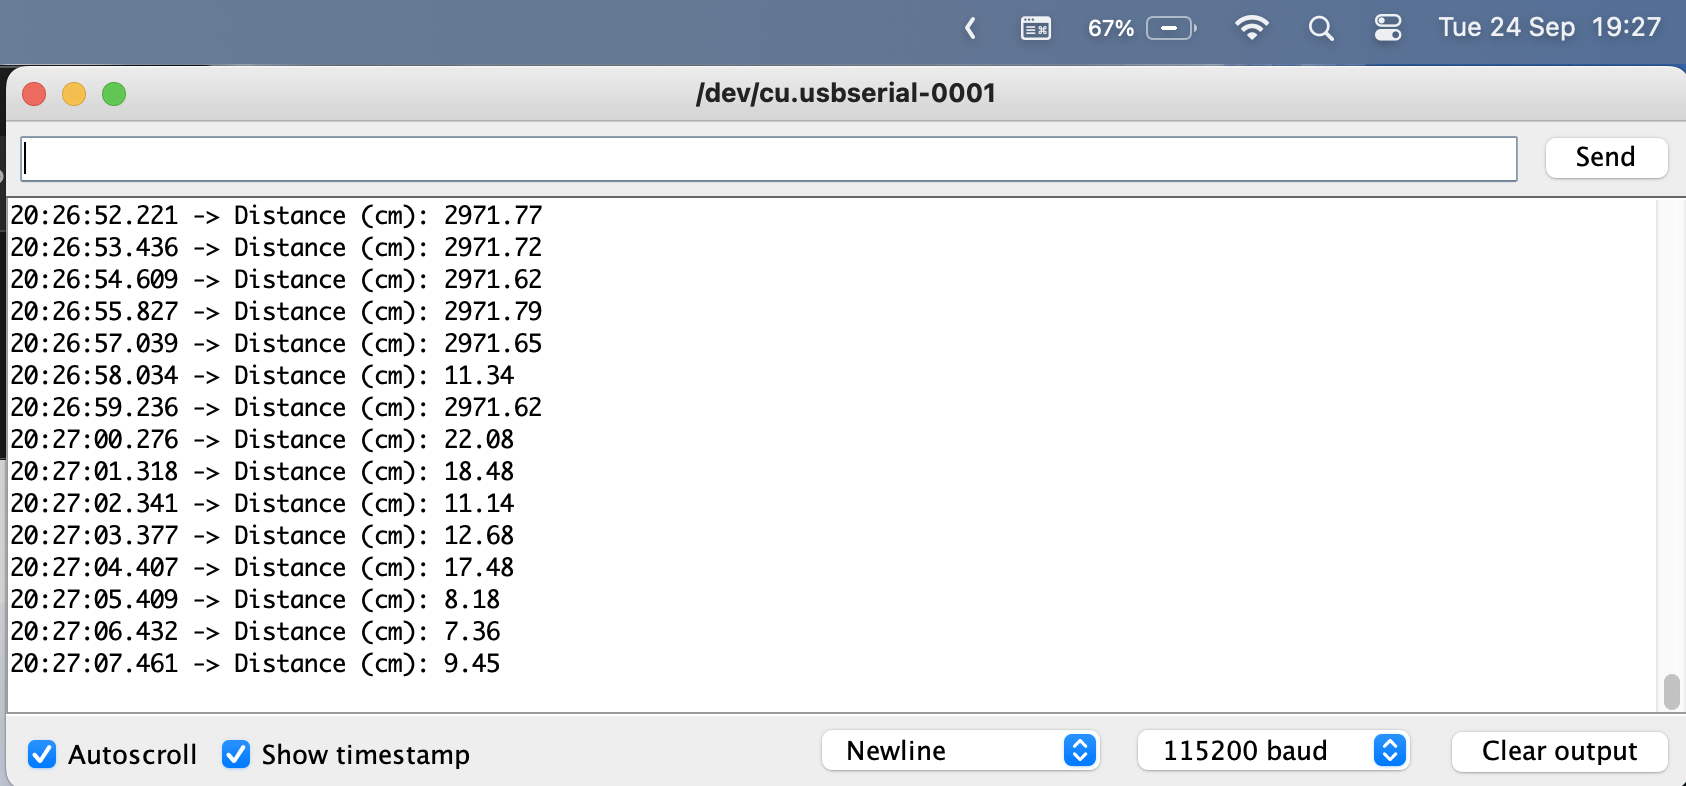 67% Tue 24 Sep 19:27
/dev/cu.usbserial-0001
Send
20:26:52.221 -> Distance (cm): 2971.77
20:26:53.436 -> Distance (cm): 2971.72
20:26:54.609 -> Distance (cm): 2971.62
20:26:55.827 -> Distance (cm): 2971.79
20:26:57.039 -> Distance (cm): 2971.65
20:26:58.034 -> Distance (cm): 11.34
20:26:59.236 -> Distance (cm): 2971.62
20:27:00.276 -> Distance (cm): 22.08
20:27:01.318 -> Distance (cm): 18.48
20:27:02.341 -> Distance (cm): 11.14
20:27:03.377 -> Distance (cm): 12.68
20:27:04.407 -> Distance (cm): 17.48
20:27:05.409 -> Distance (cm): 8.18
20:27:06.432 -> Distance (cm): 7.36
20:27:07.461 -> Distance (cm): 9.45
Autoscroll Show timestamp Newline 115200 baud Clear output